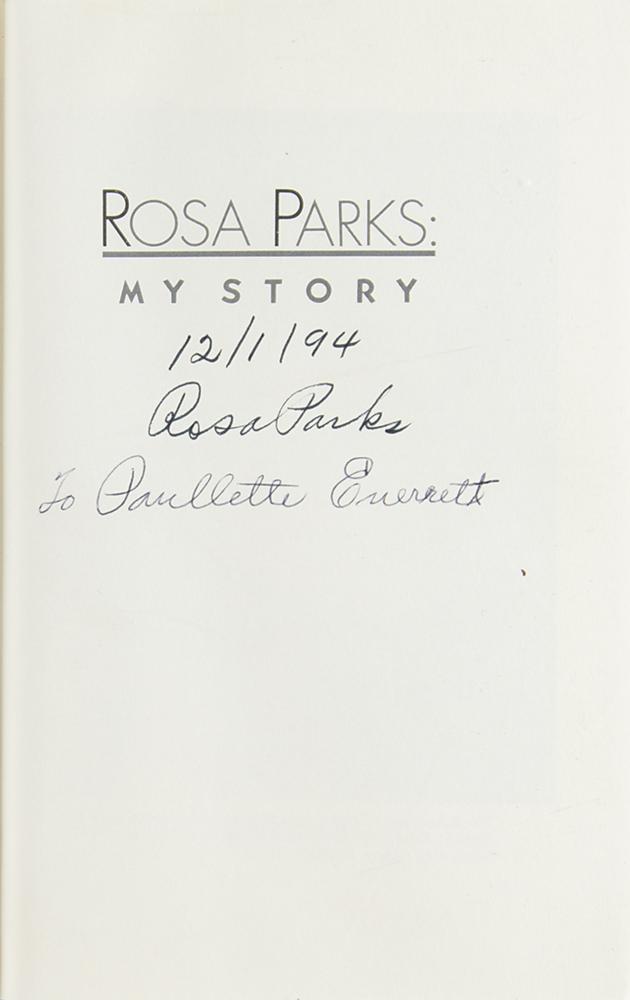 ROSA PARKS:
MY STORY
12/1/94
Rosa Parks
To Paullette Everrett